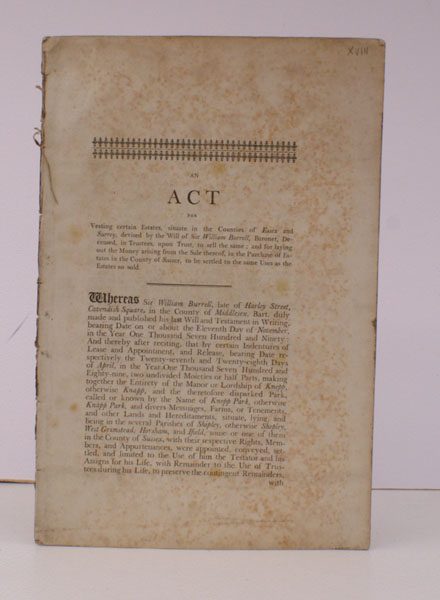 XVIII
AN
ACT
FOR
Vesting certain Estates, situate in the Counties of Essex and
Surrey, devised by the Will of Sir William Burrell, Baronet, De-
ceased, in Trustees, upon Trust, to sell the same; and for laying
out the Money arising from the Sale thereof, in the Purchase of Es-
tates in the County of Sussex, to be settled to the same Uses as the
Estates so sold.
Whereas Sir William Burrell, late of Harley Street,
Cavendish Square, in the County of Middlesex, Bart. duly
made and published his last Will and Testament in Writing,
bearing Date on or about the Eleventh Day of November,
in the Year One Thousand Seven Hundred and Ninety:
And thereby after reciting, that by certain Indentures of
Lease and Appointment, and Release, bearing Date re-
spectively the Twenty-seventh and Twenty-eighth Days
of April, in the Year One Thousand Seven Hundred and
Eighty-nine, two undivided Moieties or half Parts, making
together the Entirety of the Manor or Lordship of Knepp,
otherwise Knapp, and the theretofore disparked Park,
called or known by the Name of Knepp Park, otherwise
Knapp Park, and divers Messuages, Farms, or Tenements,
and other Lands and Hereditaments, situate, lying, and
being in the several Parishes of Shipley, otherwise Shepley,
West Grinstead, Horsham, and Ifield, some or one of them
in the County of Sussex, with their respective Rights, Mem-
bers, and Appurtenances, were appointed, conveyed, set-
tled, and limited to the Use of him the Testator and his
Assigns for his Life, with Remainder to the Use of Trus-
tees during his Life, to preserve the contingent Remainders,
with